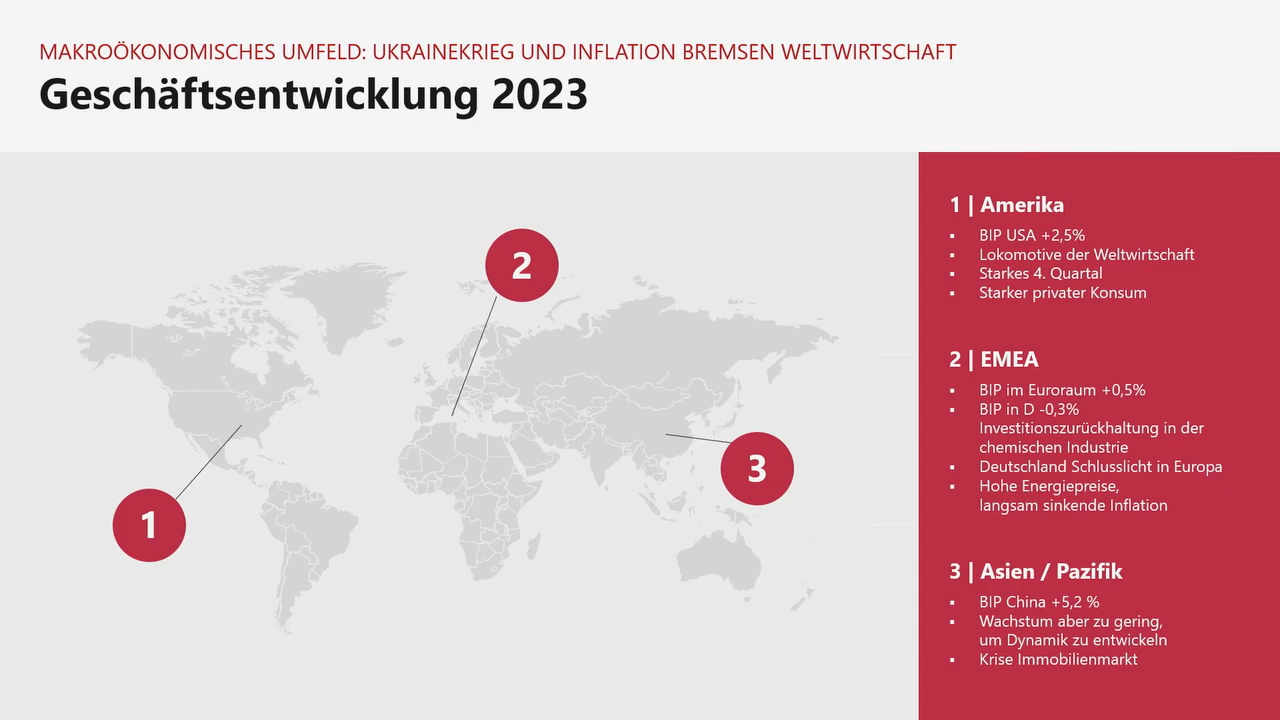 MAKROÖKONOMISCHES UMFELD: UKRAINEKRIEG UND INFLATION BREMSEN WELTWIRTSCHAFT
Geschäftsentwicklung 2023
1
2
3
1 | Amerika
▪ BIP USA +2,5%
▪ Lokomotive der Weltwirtschaft
▪ Starkes 4. Quartal
▪ Starker privater Konsum
2 | EMEA
▪ BIP im Euroraum +0,5%
▪ BIP in D -0,3%
Investitionszurückhaltung in der
chemischen Industrie
▪ Deutschland Schlusslicht in Europa
▪ Hohe Energiepreise,
langsam sinkende Inflation
3 | Asien / Pazifik
▪ BIP China +5,2 %
▪ Wachstum aber zu gering,
um Dynamik zu entwickeln
▪ Krise Immobilienmarkt